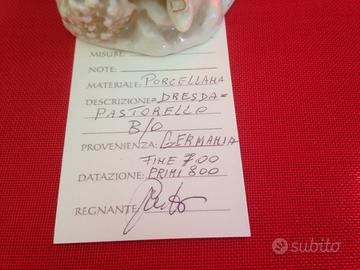 MISURE:
NOTE:
MATERIALE: PORCELLANA
DESCRIZIONE: =DRESDA=
PASTORELLO
B/O
PROVENIENZA: GERMANIA
FINE 700
DATAZIONE: PRIMI 800
REGNANTE:
subito